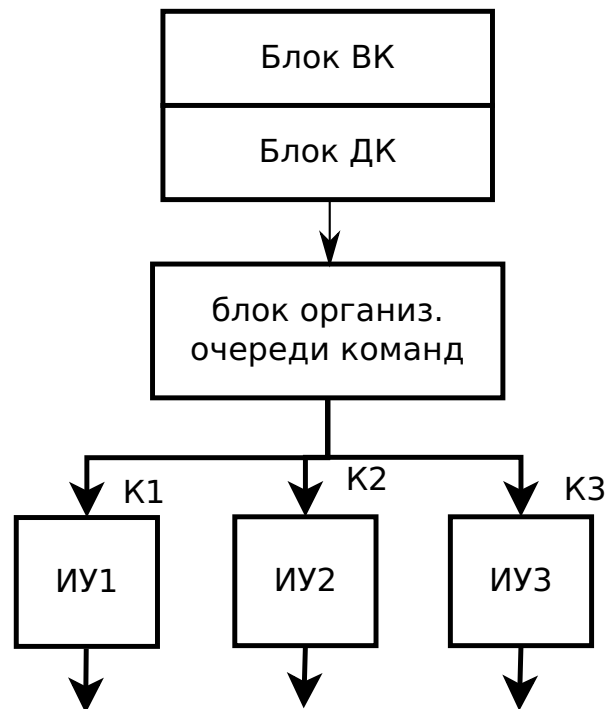 Блок ВК
Блок ДК
блок организ.
очереди команд
К1
К2
К3
ИУ1
ИУ2
ИУ3